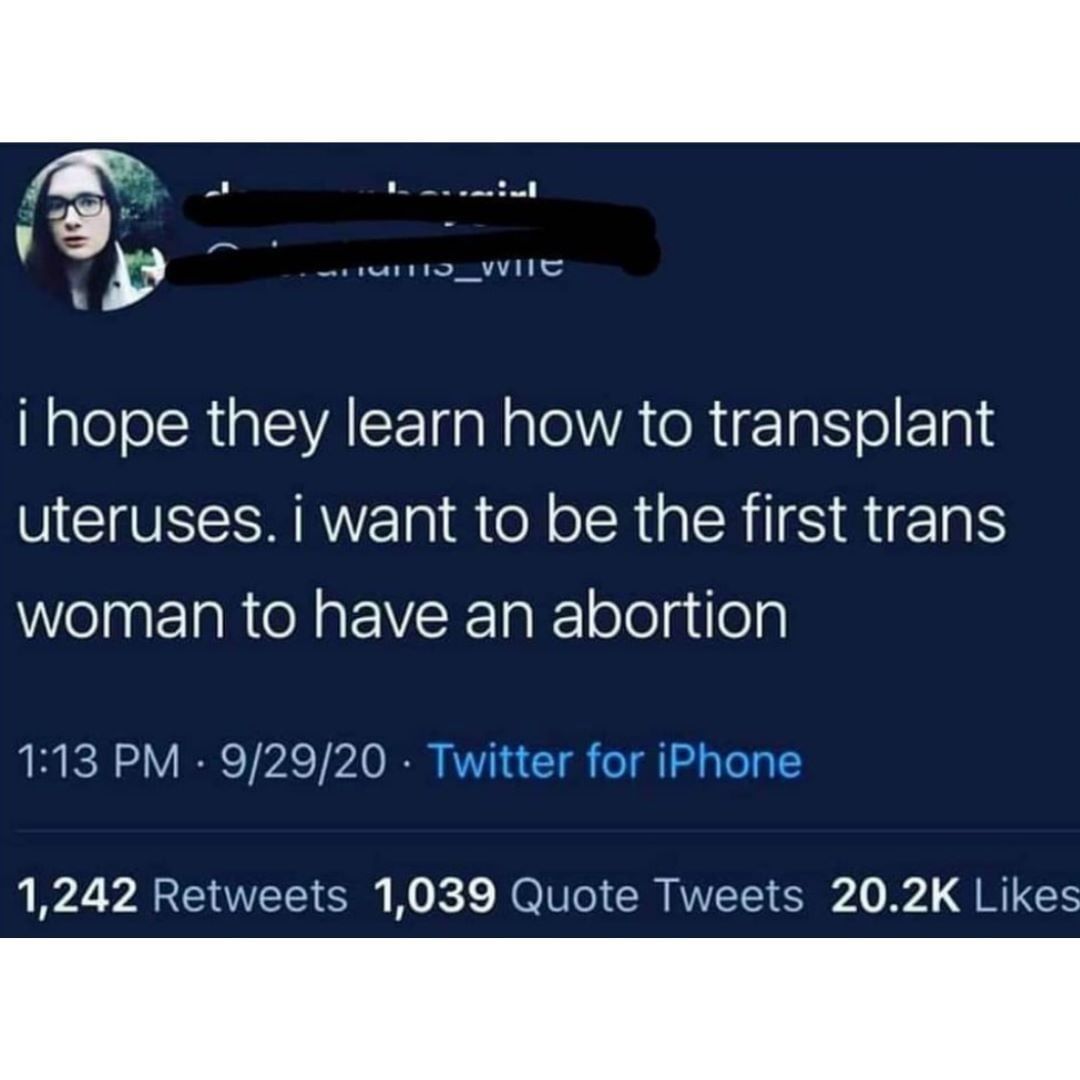 i hope they learn how to transplant
uteruses. i want to be the first trans
woman to have an abortion
1:13 PM · 9/29/20 · Twitter for iPhone
1,242 Retweets 1,039 Quote Tweets 20.2K Likes